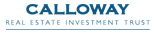 CALLOWAY
REAL ESTATE INVESTMENT TRUST